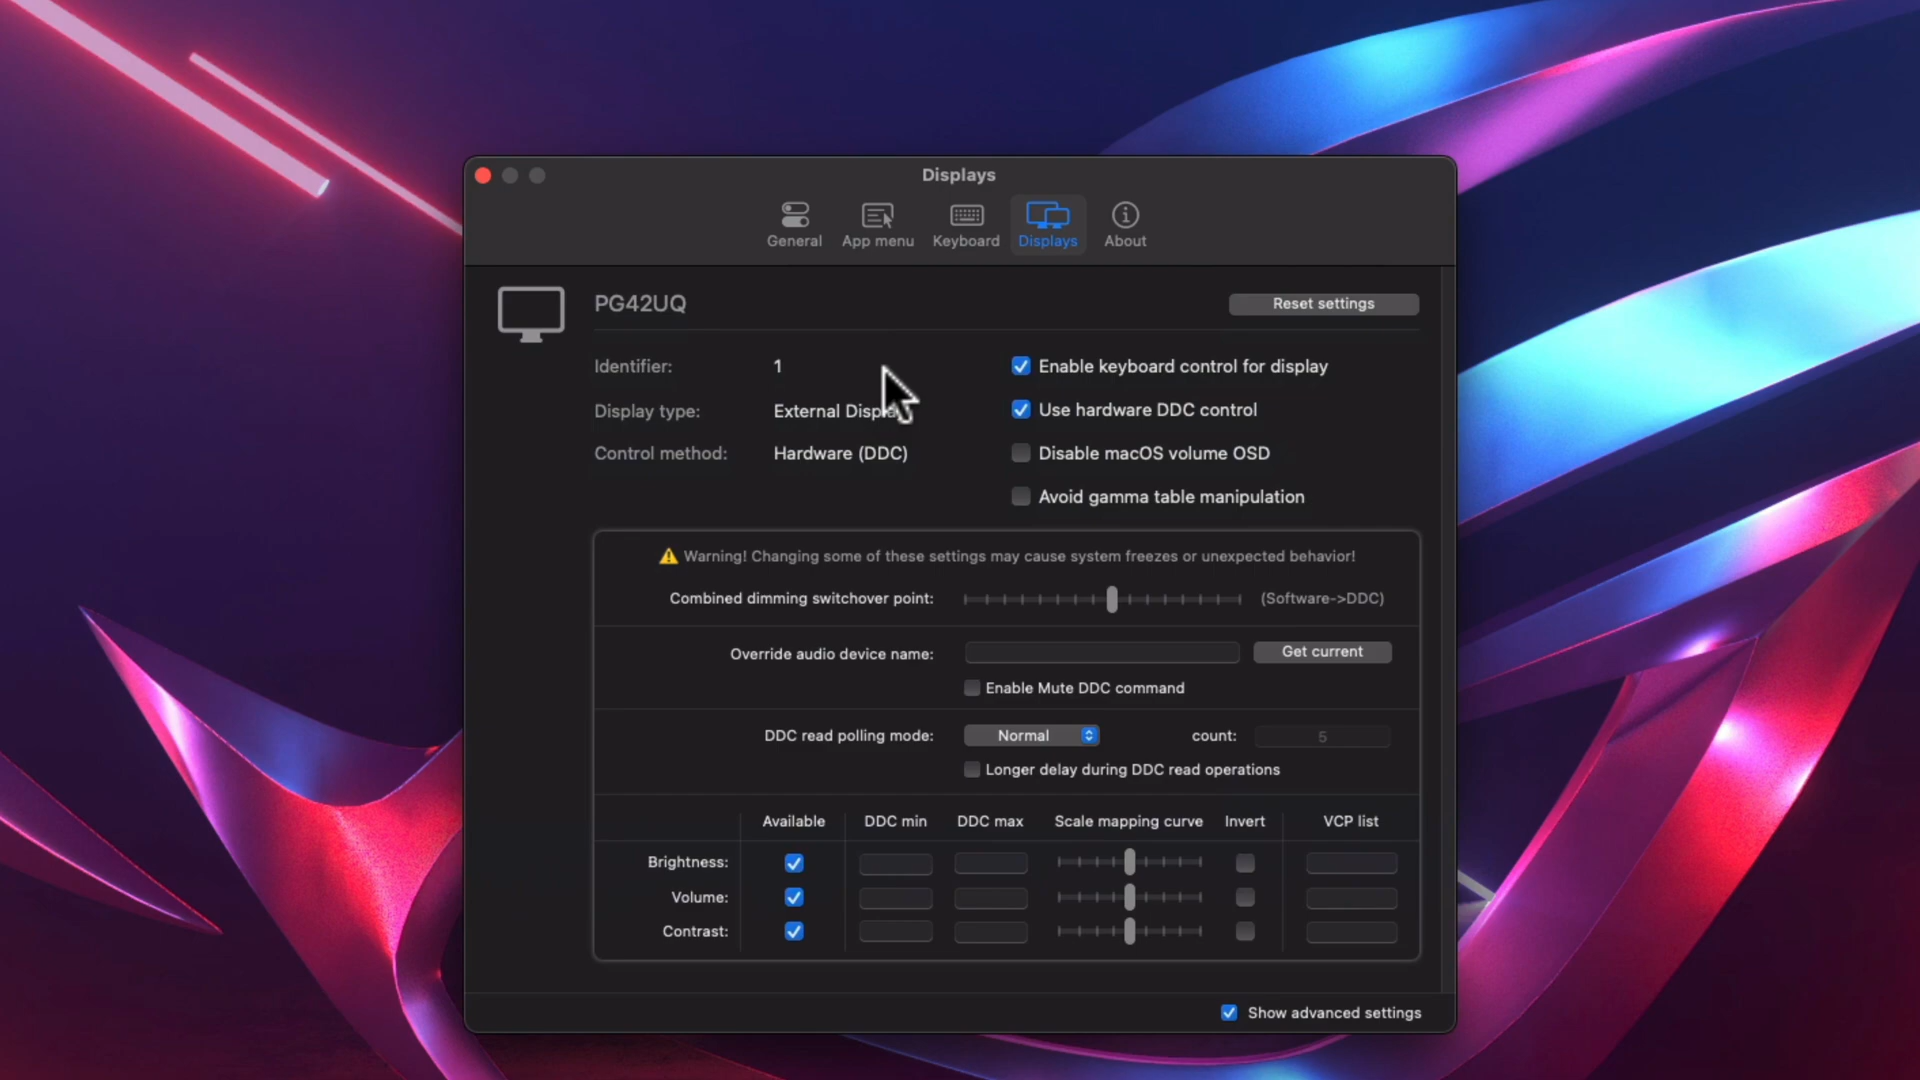 Displays
General
App menu
Keyboard
Displays
About
PG42UQ
Reset settings
Identifier: 1
Enable keyboard control for display
Display type: External
Use hardware DDC control
Control method: Hardware (DDC)
Disable macOS volume OSD
Avoid gamma table manipulation
Warning! Changing some of these settings may cause system freezes or unexpected behavior!
Combined dimming switchover point: (Software->DDC)
Override audio device name: Get current
Enable Mute DDC command
DDC read polling mode: Normal count: 5
Longer delay during DDC read operations
Available DDC min DDC max Scale mapping curve Invert VCP list
Brightness:
Volume:
Contrast:
Show advanced settings